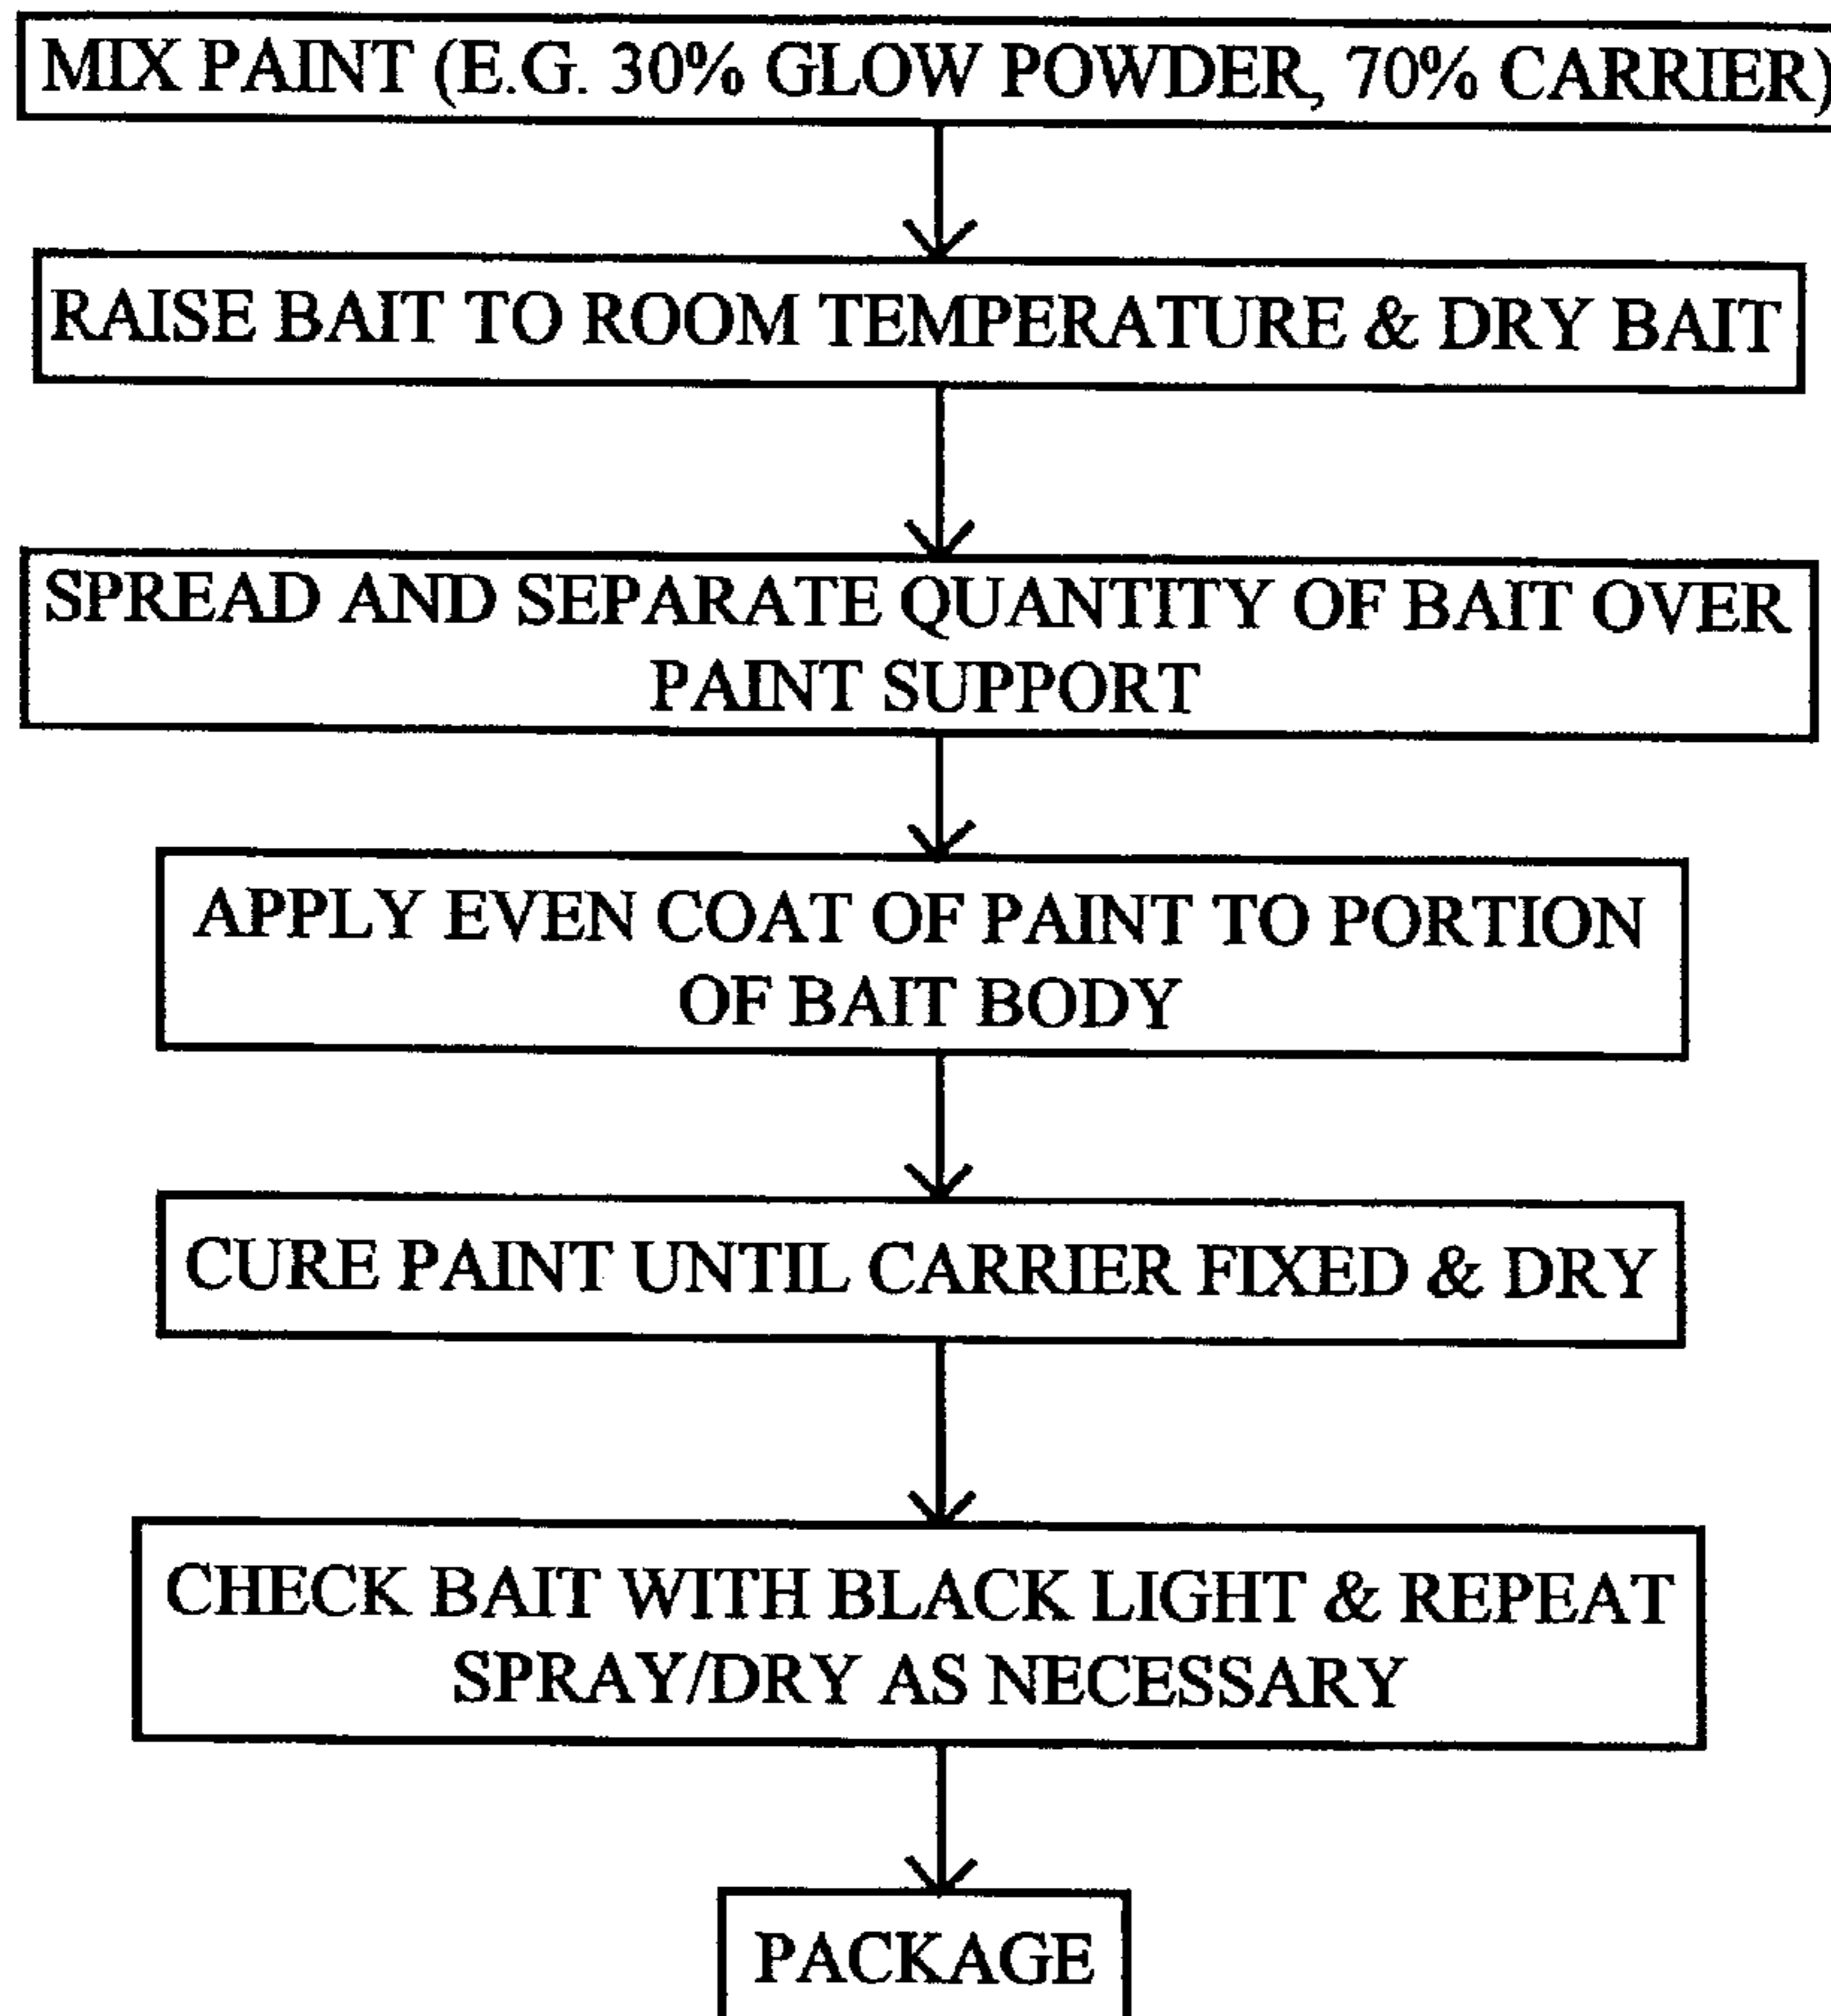 MIX PAINT (E.G. 30% GLOW POWDER, 70% CARRIER)
RAISE BAIT TO ROOM TEMPERATURE & DRY BAIT
SPREAD AND SEPARATE QUANTITY OF BAIT OVER
PAINT SUPPORT
APPLY EVEN COAT OF PAINT TO PORTION
OF BAIT BODY
CURE PAINT UNTIL CARRIER FIXED & DRY
CHECK BAIT WITH BLACK LIGHT & REPEAT
SPRAY/DRY AS NECESSARY
PACKAGE